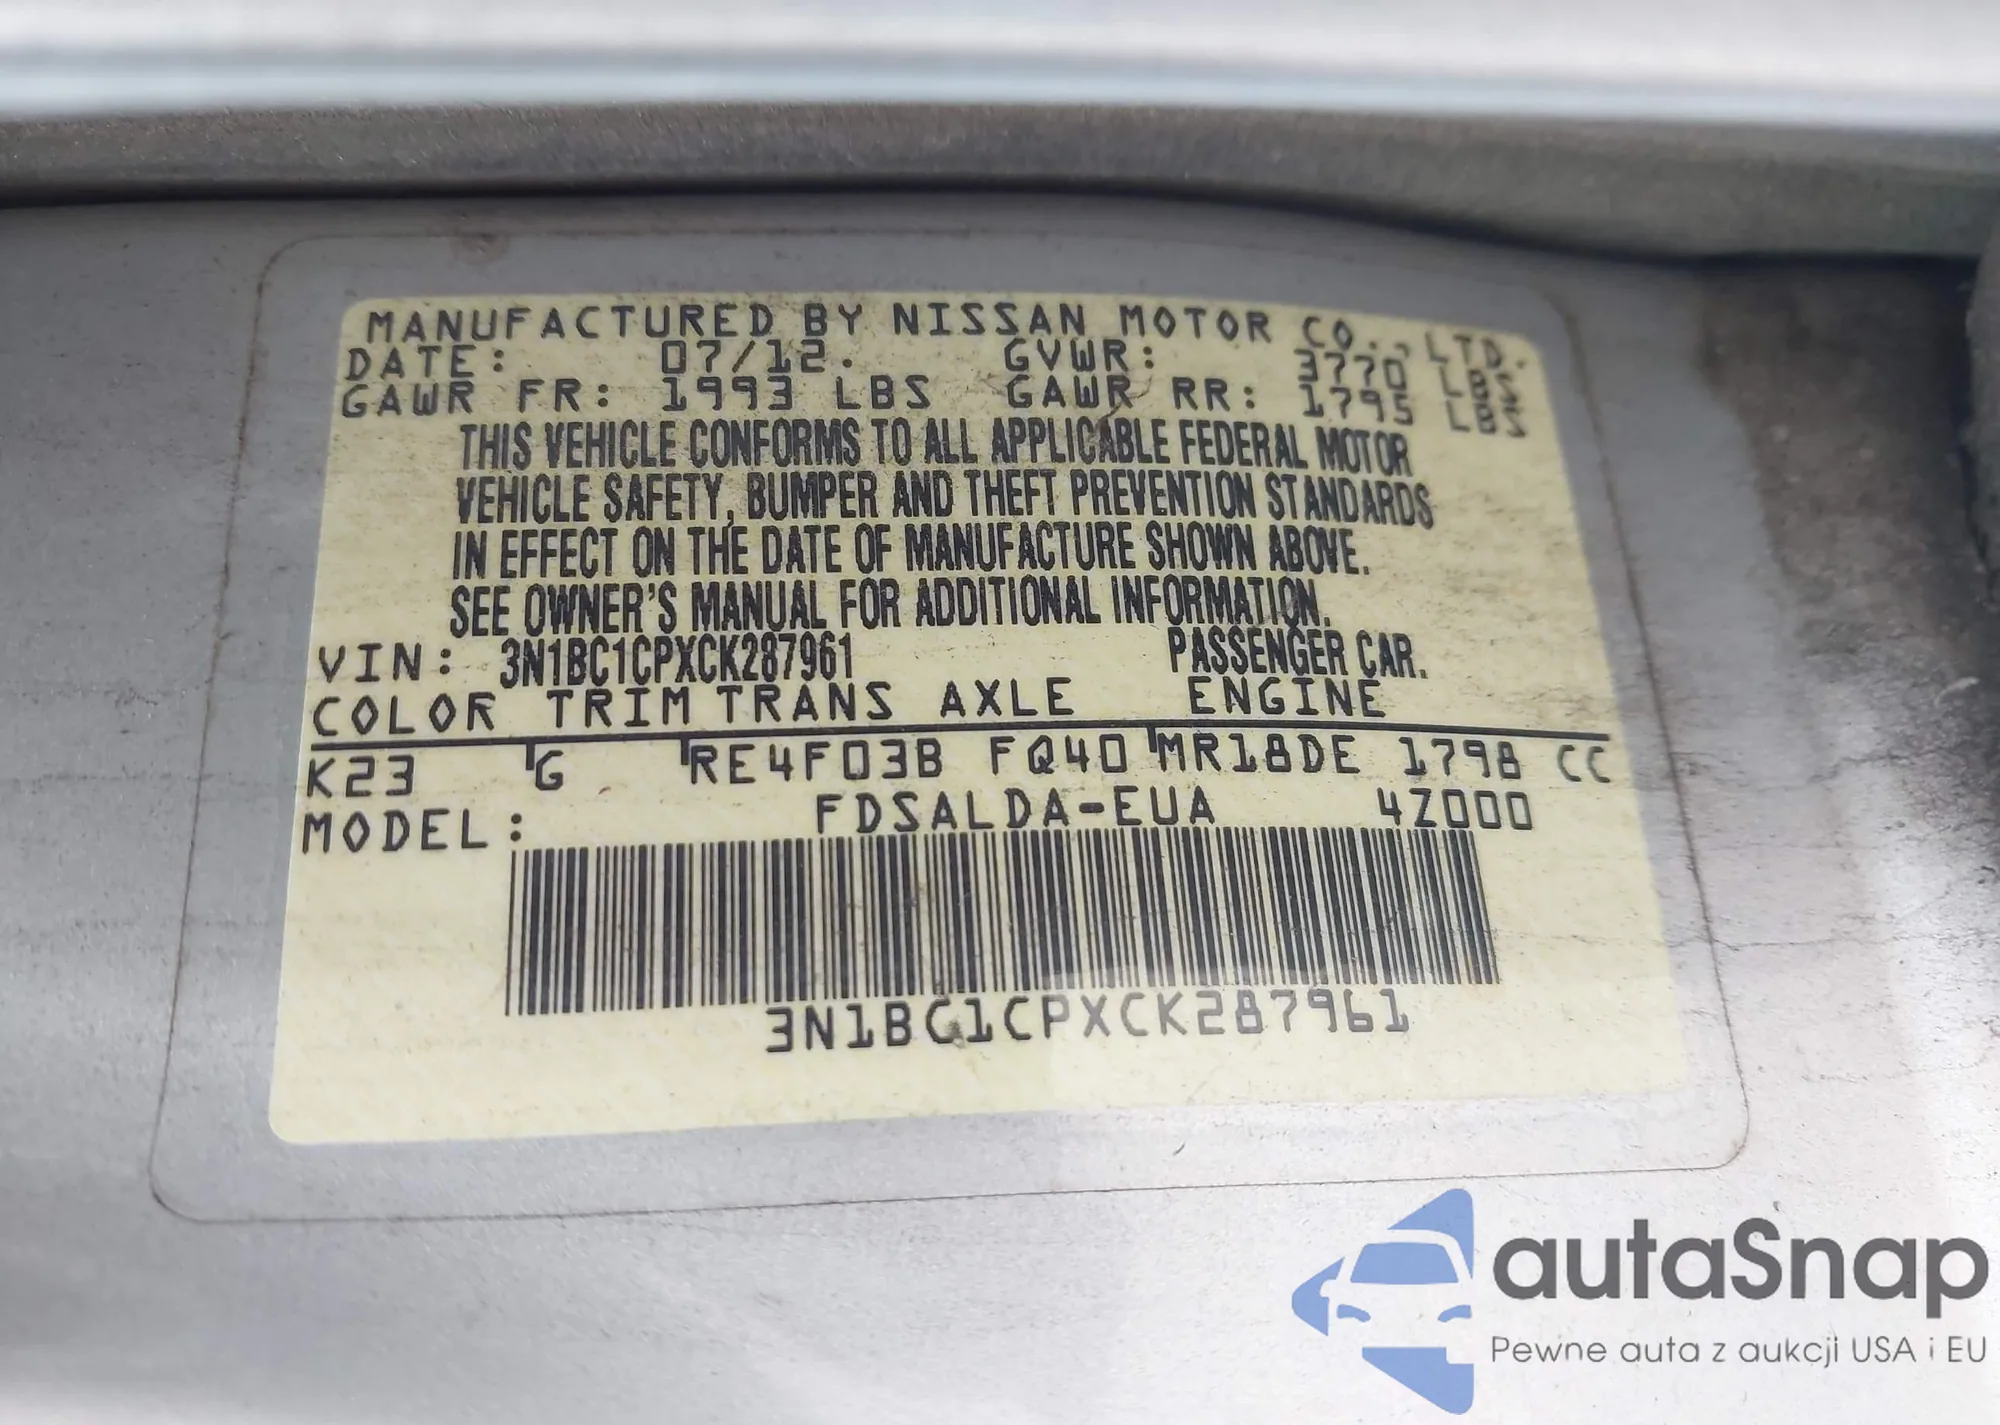 MANUFACTURED BY NISSAN MOTOR CO., LTD.
DATE: 07/12. GVWR: 3770 LBS
GAWR FR: 1993 LBS GAWR RR: 1795 LBS
THIS VEHICLE CONFORMS TO ALL APPLICABLE FEDERAL MOTOR
VEHICLE SAFETY, BUMPER AND THEFT PREVENTION STANDARDS
IN EFFECT ON THE DATE OF MANUFACTURE SHOWN ABOVE.
SEE OWNER'S MANUAL FOR ADDITIONAL INFORMATION.
VIN: 3N1BC1CPXCK287961 PASSENGER CAR.
COLOR TRIM TRANS AXLE ENGINE
K23 G RE4F03B FQ40 MR18DE 1798 CC
MODEL: FDSALDA-EUA 4Z000
3N1BC1CPXCK287961
autaSnap
Pewne auta z aukcji USA i EU